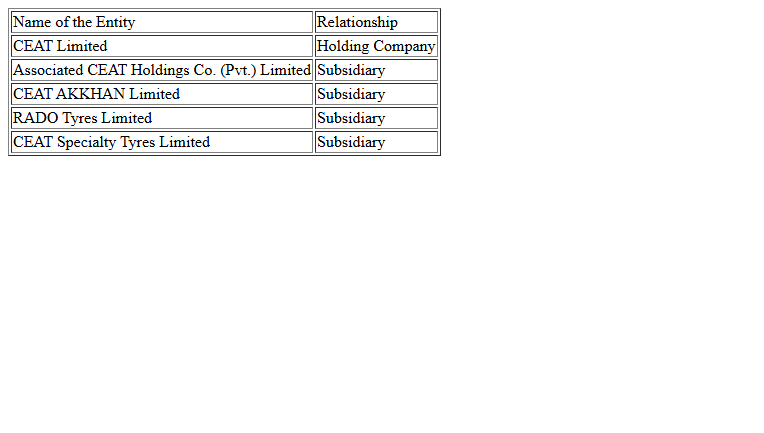 Name of the Entity Relationship
CEAT Limited Holding Company
Associated CEAT Holdings Co. (Pvt.) Limited Subsidiary
CEAT AKKHAN Limited Subsidiary
RADO Tyres Limited Subsidiary
CEAT Specialty Tyres Limited Subsidiary